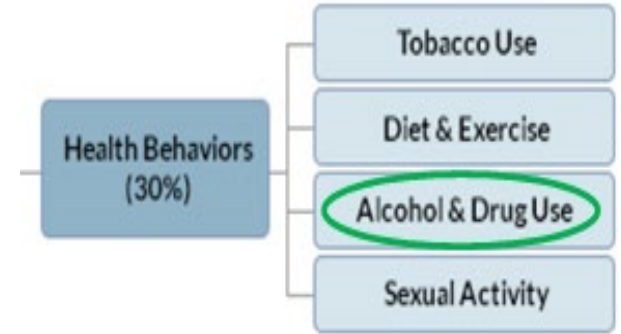 Tobacco Use
Diet & Exercise
Health Behaviors
(30%)
Alcohol & Drug Use
Sexual Activity